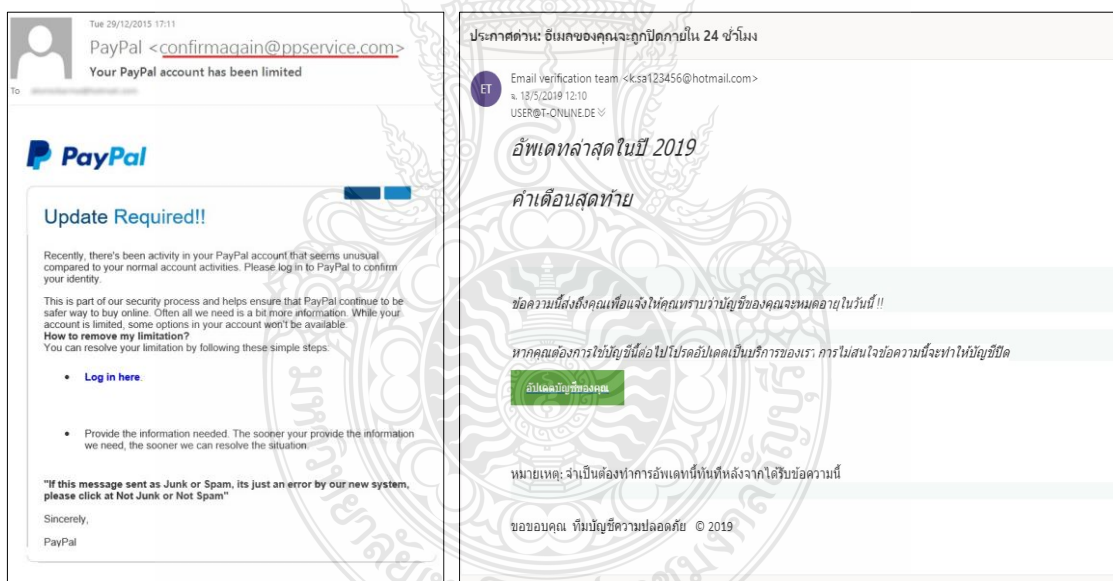 Tue 29/12/2015 17:11
PayPal <confirmagain@ppservice.com>
Your PayPal account has been limited
To
PayPal
Update Required!!
Recently, there's been activity in your PayPal account that seems unusual
compared to your normal account activities. Please log in to PayPal to confirm
your identity.
This is part of our security process and helps ensure that PayPal continue to be
safer way to buy online. Often all we need is a bit more information. While your
account is limited, some options in your account won't be available.
How to remove my limitation?
You can resolve your limitation by following these simple steps:
• Log in here.
• Provide the information needed. The sooner your provide the information
we need, the sooner we can resolve the situation.
"If this message sent as Junk or Spam, its just an error by our new system,
please click at Not Junk or Not Spam"
Sincerely,
PayPal
ประกาศด่วน: อีเมลของคุณจะถูกปิดภายใน 24 ชั่วโมง
ET
Email verification team <k.sa123456@hotmail.com>
จ. 13/5/2019 12:10
USER@T-ONLINE.DE
อัพเดทล่าสุดในปี 2019
คำเตือนสุดท้าย
ข้อความนี้ส่งถึงคุณเพื่อแจ้งให้คุณทราบว่าบัญชีของคุณจะหมดอายุในวันนี้ !!
หากคุณต้องการใช้บัญชีนี้ต่อไปโปรดอัปเดตเป็นบริการของเรา การไม่สนใจข้อความนี้จะทำให้บัญชีปิด
อัปเดตบัญชีของคุณ
หมายเหตุ: จำเป็นต้องทำการอัพเดทนี้ทันทีหลังจากได้รับข้อความนี้
ขอขอบคุณ ทีมบัญชีความปลอดภัย © 2019